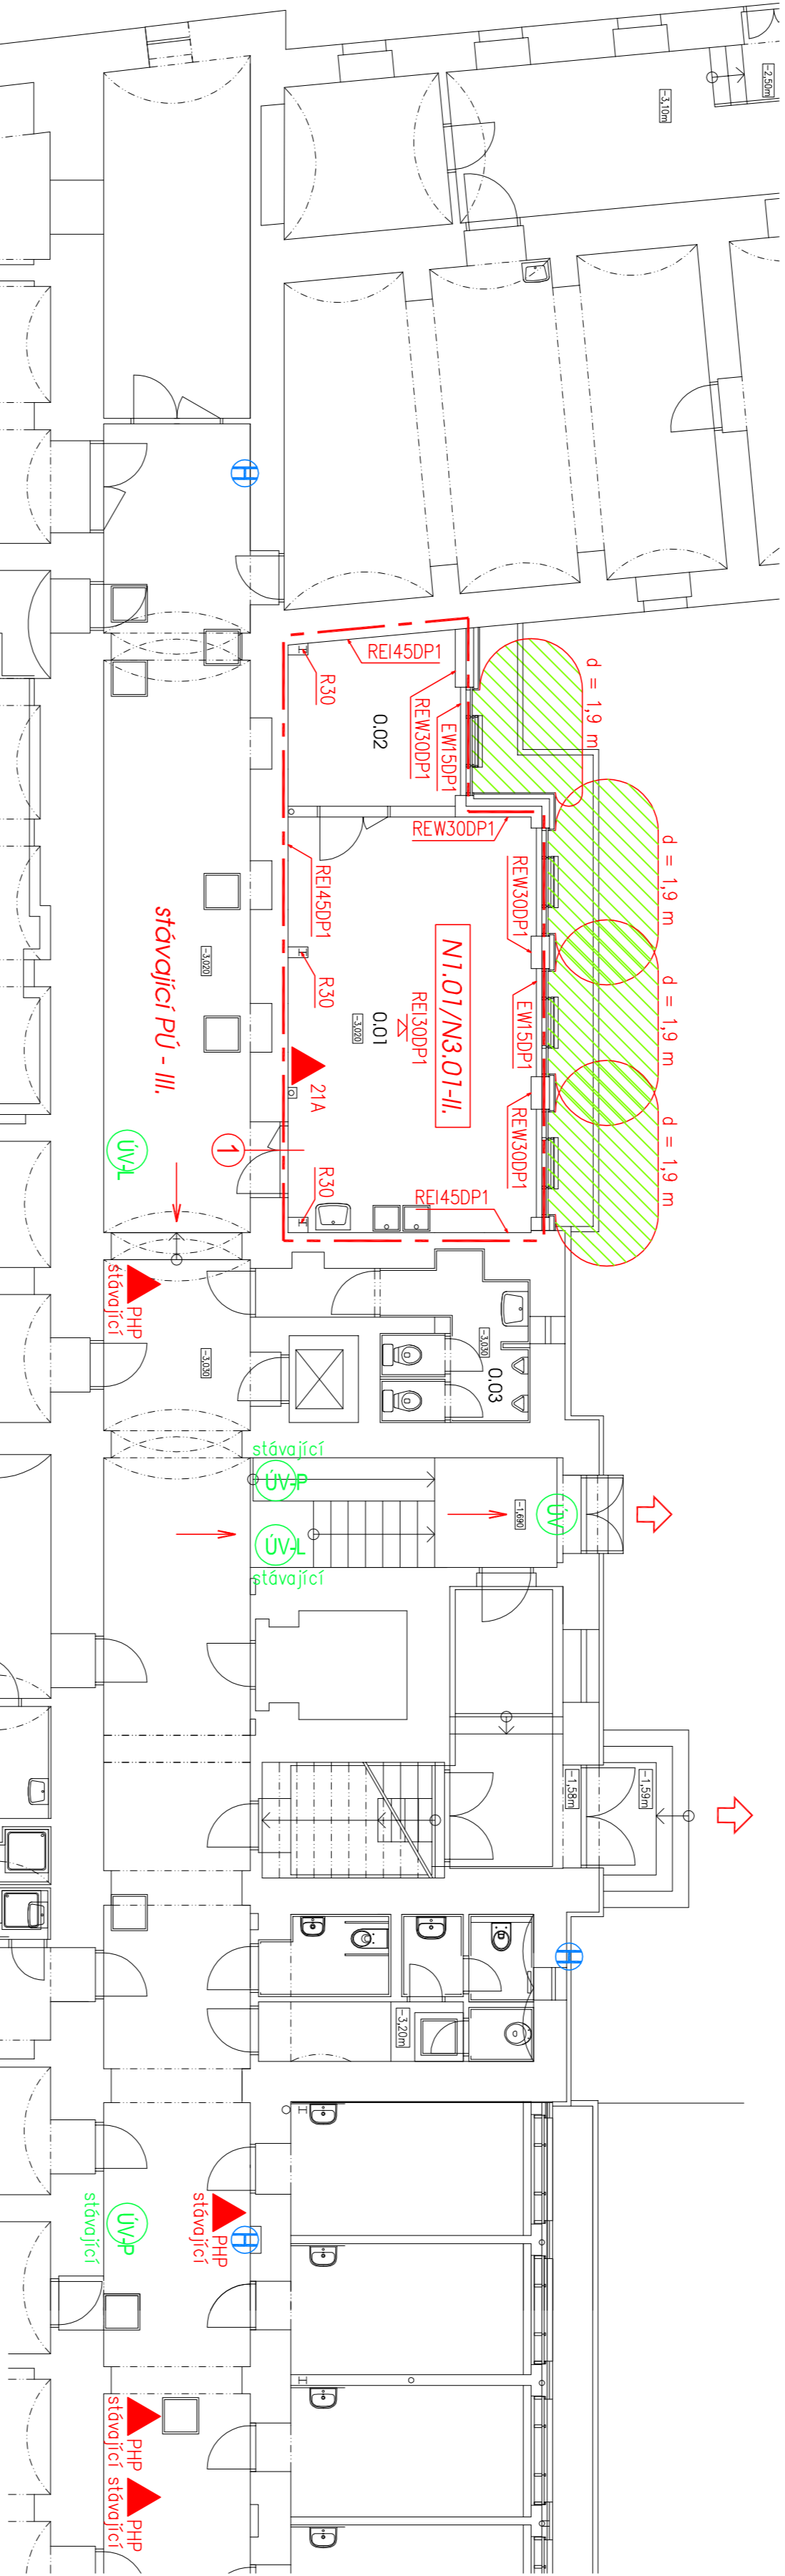 -2,50m
-3,10m
H
d = 1,9 m
REI45DP1
R30
0.02
EW15DP1
REW30DP1
REW30DP1
d = 1,9 m
REW30DP1
REI45DP1
stávající PÚ - III.
-3,020
R30
N1.01/N3.01-II.
REI30DP1
0.01
-3,020
EW15DP1
d = 1,9 m
21A
REW30DP1
d = 1,9 m
ÚV-L
1
R30
REI45DP1
PHP
stávající
-3,030
-3,030
0.03
stávající
ÚV-P
-1,690
ÚV
ÚV-L
stávající
-1,58m
-1,59m
H
-3,20m
ÚV-P
stávající
PHP
stávající
H
PHP
stávající
PHP
stávající